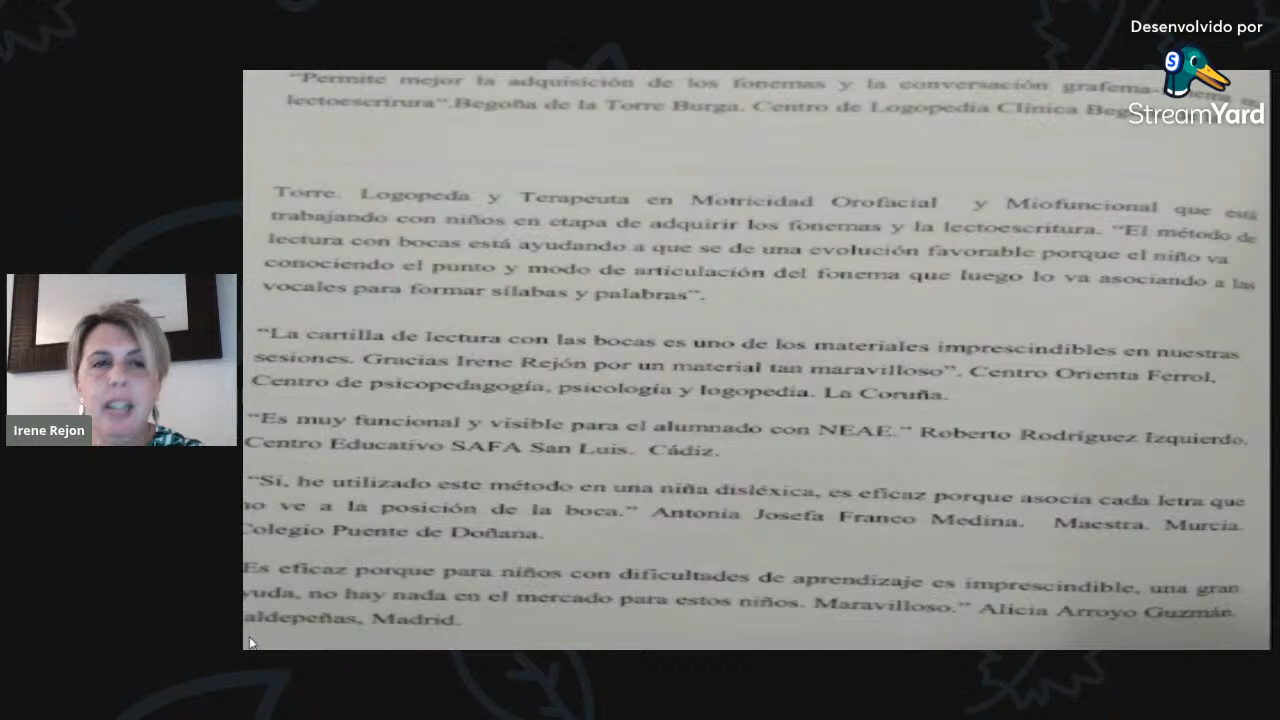 Desenvolvido por
StreamYard
"Permite mejor la adquisición de los fonemas y la conversación grafema-
lectoescrirura".Begoña de la Torre Burga. Centro de Logopedia Clínica
Torre. Logopeda y Terapeuta en Motricidad Orofacial y Miofuncional que está
trabajando con niños en etapa de adquirir los fonemas y la lectoescritura. "El método de
lectura con bocas está ayudando a que se de una evolución favorable porque el niño va
conociendo el punto y modo de articulación del fonema que luego lo va asociando a las
vocales para formar sílabas y palabras".
"La cartilla de lectura con las bocas es uno de los materiales imprescindibles en nuestras
sesiones. Gracias Irene Rejón por un material tan maravilloso". Centro Orienta Ferrol,
Centro de psicopedagogía, psicología y logopedia. La Coruña.
"Es muy funcional y visible para el alumnado con NEAE." Roberto Rodríguez Izquierdo.
Centro Educativo SAFA San Luis. Cádiz.
"Sí, he utilizado este método en una niña disléxica, es eficaz porque asocia cada letra que
no ve a la posición de la boca." Antonia Josefa Franco Medina. Maestra. Murcia
Colegio Puente de Doñana.
Es eficaz porque para niños con dificultades de aprendizaje es imprescindible, una gran
yuda, no hay nada en el mercado para estos niños. Maravilloso." Alicia Arroyo Guzmán.
aldepeñas, Madrid.
Irene Rejon